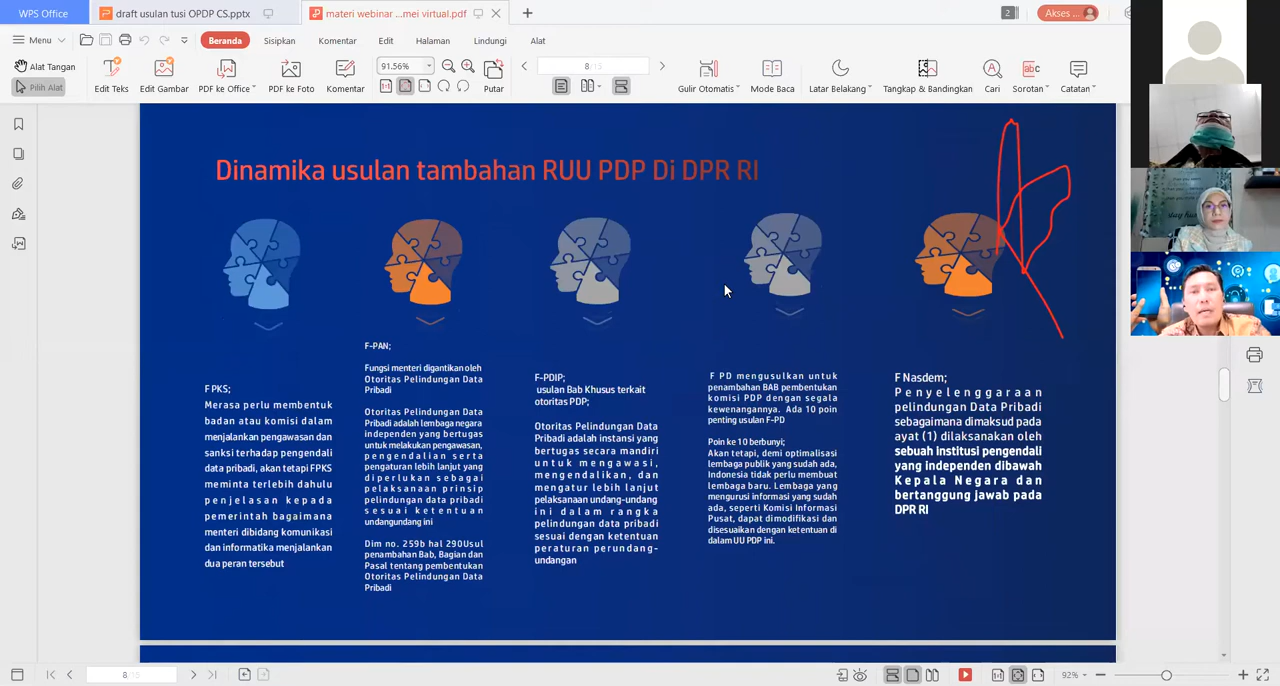 WPS Office
draft usulan tusi OPDP CS.pptx
materi webinar ...mei virtual.pdf
2
Akses ...
Menu
Beranda
Sisipkan
Komentar
Edit
Halaman
Lindungi
Alat
Alat Tangan
Pilih Alat
Edit Teks
Edit Gambar
PDF ke Office
PDF ke Foto
Komentar
91.56%
Putar
8/15
Gulir Otomatis
Mode Baca
Latar Belakang
Tangkap & Bandingkan
Cari
Sorotan
Catatan
Dinamika usulan tambahan RUU PDP Di DPR RI
F PKS;
Merasa perlu membentuk
badan atau komisi dalam
menjalankan pengawasan dan
sanksi terhadap pengendali
data pribadi, akan tetapi FPKS
meminta terlebih dahulu
penjelasan kepada
pemerintah bagaimana
menteri dibidang komunikasi
dan informatika menjalankan
dua peran tersebut
F-PAN;
Fungsi menteri digantikan oleh
Otoritas Pelindungan Data
Pribadi
Otoritas Pelindungan Data
Pribadi adalah lembaga negara
independen yang bertugas
untuk melakukan pengawasan,
pengendalian serta
pengaturan lebih lanjut yang
diperlukan sebagai
pelaksanaan prinsip
pelindungan data pribadi
sesuai ketentuan
undangundang ini
Dim no. 259b hal 290Usul
penambahan Bab, Bagian dan
Pasal tentang pembentukan
Otoritas Pelindungan Data
Pribadi
F-PDIP;
usulan Bab Khusus terkait
otoritas PDP;
Otoritas Pelindungan Data
Pribadi adalah instansi yang
bertugas secara mandiri
untuk mengawasi,
mengendalikan, dan
mengatur lebih lanjut
pelaksanaan undang-undang
ini dalam rangka
pelindungan data pribadi
sesuai dengan ketentuan
peraturan perundang-
undangan
F PD mengusulkan untuk
penambahan BAB pembentukan
komisi PDP dengan segala
kewenangannya. Ada 10 poin
penting usulan F-PD
Poin ke 10 berbunyi;
Akan tetapi, demi optimalisasi
lembaga publik yang sudah ada,
Indonesia tidak perlu membuat
lembaga baru. Lembaga yang
mengurusi informasi yang sudah
ada, seperti Komisi Informasi
Pusat, dapat dimodifikasi dan
disesuaikan dengan ketentuan di
dalam UU PDP ini.
F Nasdem;
Penyelenggaraan
pelindungan Data Pribadi
sebagaimana dimaksud pada
ayat (1) dilaksanakan oleh
sebuah institusi pengendali
yang independen dibawah
Kepala Negara dan
bertanggung jawab pada
DPR RI
8/15
92%